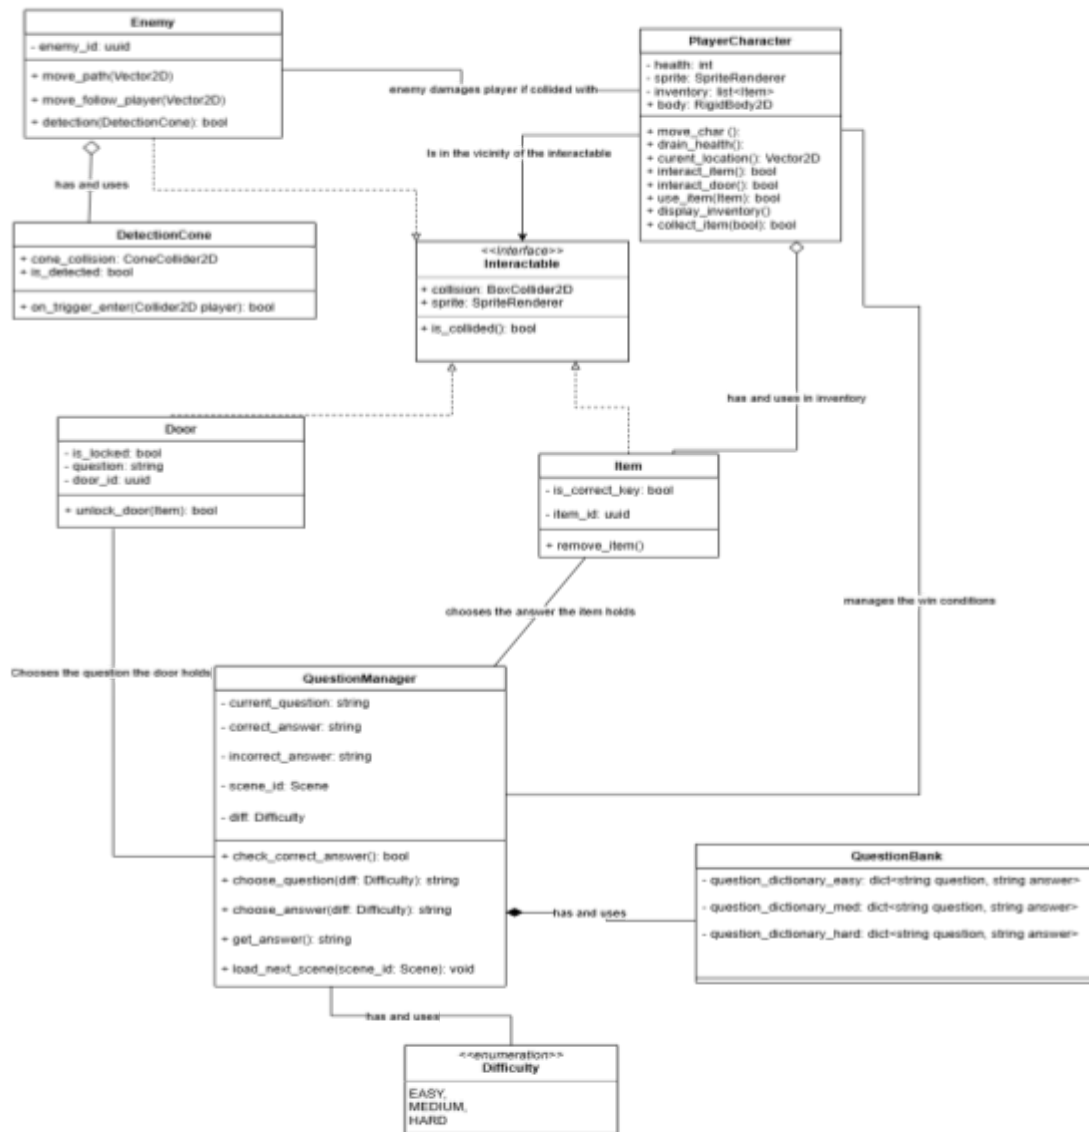 Enemy
- enemy_id: uuid
+ move_path(Vector2D)
+ move_follow_player(Vector2D)
+ detection(DetectionCone): bool
PlayerCharacter
- health: int
- sprite: SpriteRenderer
- inventory: list<Item>
+ body: RigidBody2D
+ move_char ():
+ drain_health():
+ curent_location(): Vector2D
+ interact_item(): bool
+ interact_door(): bool
+ use_item(Item): bool
+ display_inventory()
+ collect_item(bool): bool
enemy damages player if collided with
Is in the vicinity of the interactable
has and uses
DetectionCone
+ cone_collision: ConeCollider2D
+ is_detected: bool
+ on_trigger_enter(Collider2D player): bool
<<interface>>
Interactable
+ collision: BoxCollider2D
+ sprite: SpriteRenderer
+ is_collided(): bool
has and uses in inventory
Door
- is_locked: bool
- question: string
- door_id: uuid
+ unlock_door(Item): bool
Item
- is_correct_key: bool
- item_id: uuid
+ remove_item()
chooses the answer the item holds
manages the win conditions
Chooses the question the door holds
QuestionManager
- current_question: string
- correct_answer: string
- incorrect_answer: string
- scene_id: Scene
- diff: Difficulty
+ check_correct_answer(): bool
+ choose_question(diff: Difficulty): string
+ choose_answer(diff: Difficulty): string
+ get_answer(): string
+ load_next_scene(scene_id: Scene): void
has and uses
QuestionBank
- question_dictionary_easy: dict<string question, string answer>
- question_dictionary_med: dict<string question, string answer>
- question_dictionary_hard: dict<string question, string answer>
has and uses
<<enumeration>>
Difficulty
EASY,
MEDIUM,
HARD